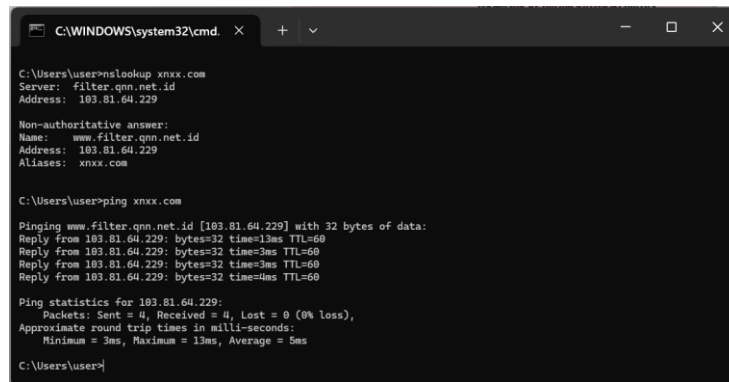 C:\WINDOWS\system32\cmd.
C:\Users\user>nslookup xnxx.com
Server:  filter.qnn.net.id
Address:  103.81.64.229
Non-authoritative answer:
Name:    www.filter.qnn.net.id
Address:  103.81.64.229
Aliases:  xnxx.com
C:\Users\user>ping xnxx.com
Pinging www.filter.qnn.net.id [103.81.64.229] with 32 bytes of data:
Reply from 103.81.64.229: bytes=32 time=13ms TTL=60
Reply from 103.81.64.229: bytes=32 time=3ms TTL=60
Reply from 103.81.64.229: bytes=32 time=3ms TTL=60
Reply from 103.81.64.229: bytes=32 time=4ms TTL=60
Ping statistics for 103.81.64.229:
    Packets: Sent = 4, Received = 4, Lost = 0 (0% loss),
Approximate round trip times in milli-seconds:
    Minimum = 3ms, Maximum = 13ms, Average = 5ms
C:\Users\user>